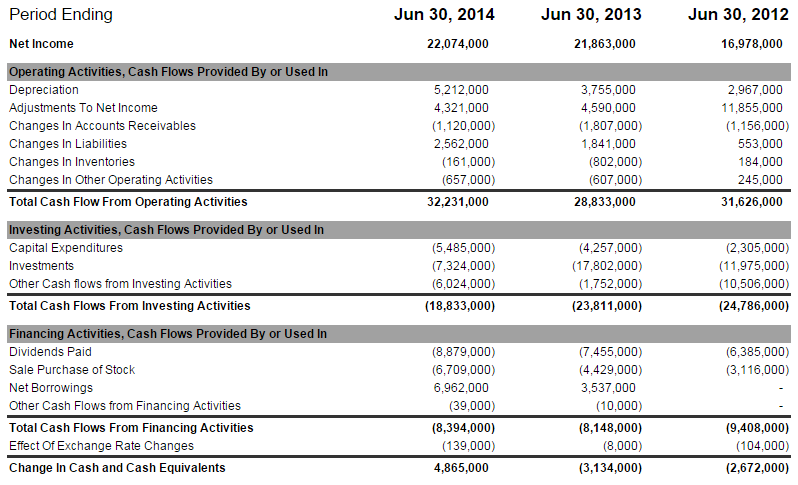 Period Ending Jun 30, 2014 Jun 30, 2013 Jun 30, 2012
Net Income 22,074,000 21,863,000 16,978,000
Operating Activities, Cash Flows Provided By or Used In
Depreciation 5,212,000 3,755,000 2,967,000
Adjustments To Net Income 4,321,000 4,590,000 11,855,000
Changes In Accounts Receivables (1,120,000) (1,807,000) (1,156,000)
Changes In Liabilities 2,562,000 1,841,000 553,000
Changes In Inventories (161,000) (802,000) 184,000
Changes In Other Operating Activities (657,000) (607,000) 245,000
Total Cash Flow From Operating Activities 32,231,000 28,833,000 31,626,000
Investing Activities, Cash Flows Provided By or Used In
Capital Expenditures (5,485,000) (4,257,000) (2,305,000)
Investments (7,324,000) (17,802,000) (11,975,000)
Other Cash flows from Investing Activities (6,024,000) (1,752,000) (10,506,000)
Total Cash Flows From Investing Activities (18,833,000) (23,811,000) (24,786,000)
Financing Activities, Cash Flows Provided By or Used In
Dividends Paid (8,879,000) (7,455,000) (6,385,000)
Sale Purchase of Stock (6,709,000) (4,429,000) (3,116,000)
Net Borrowings 6,962,000 3,537,000 -
Other Cash Flows from Financing Activities (39,000) (10,000) -
Total Cash Flows From Financing Activities (8,394,000) (8,148,000) (9,408,000)
Effect Of Exchange Rate Changes (139,000) (8,000) (104,000)
Change In Cash and Cash Equivalents 4,865,000 (3,134,000) (2,672,000)